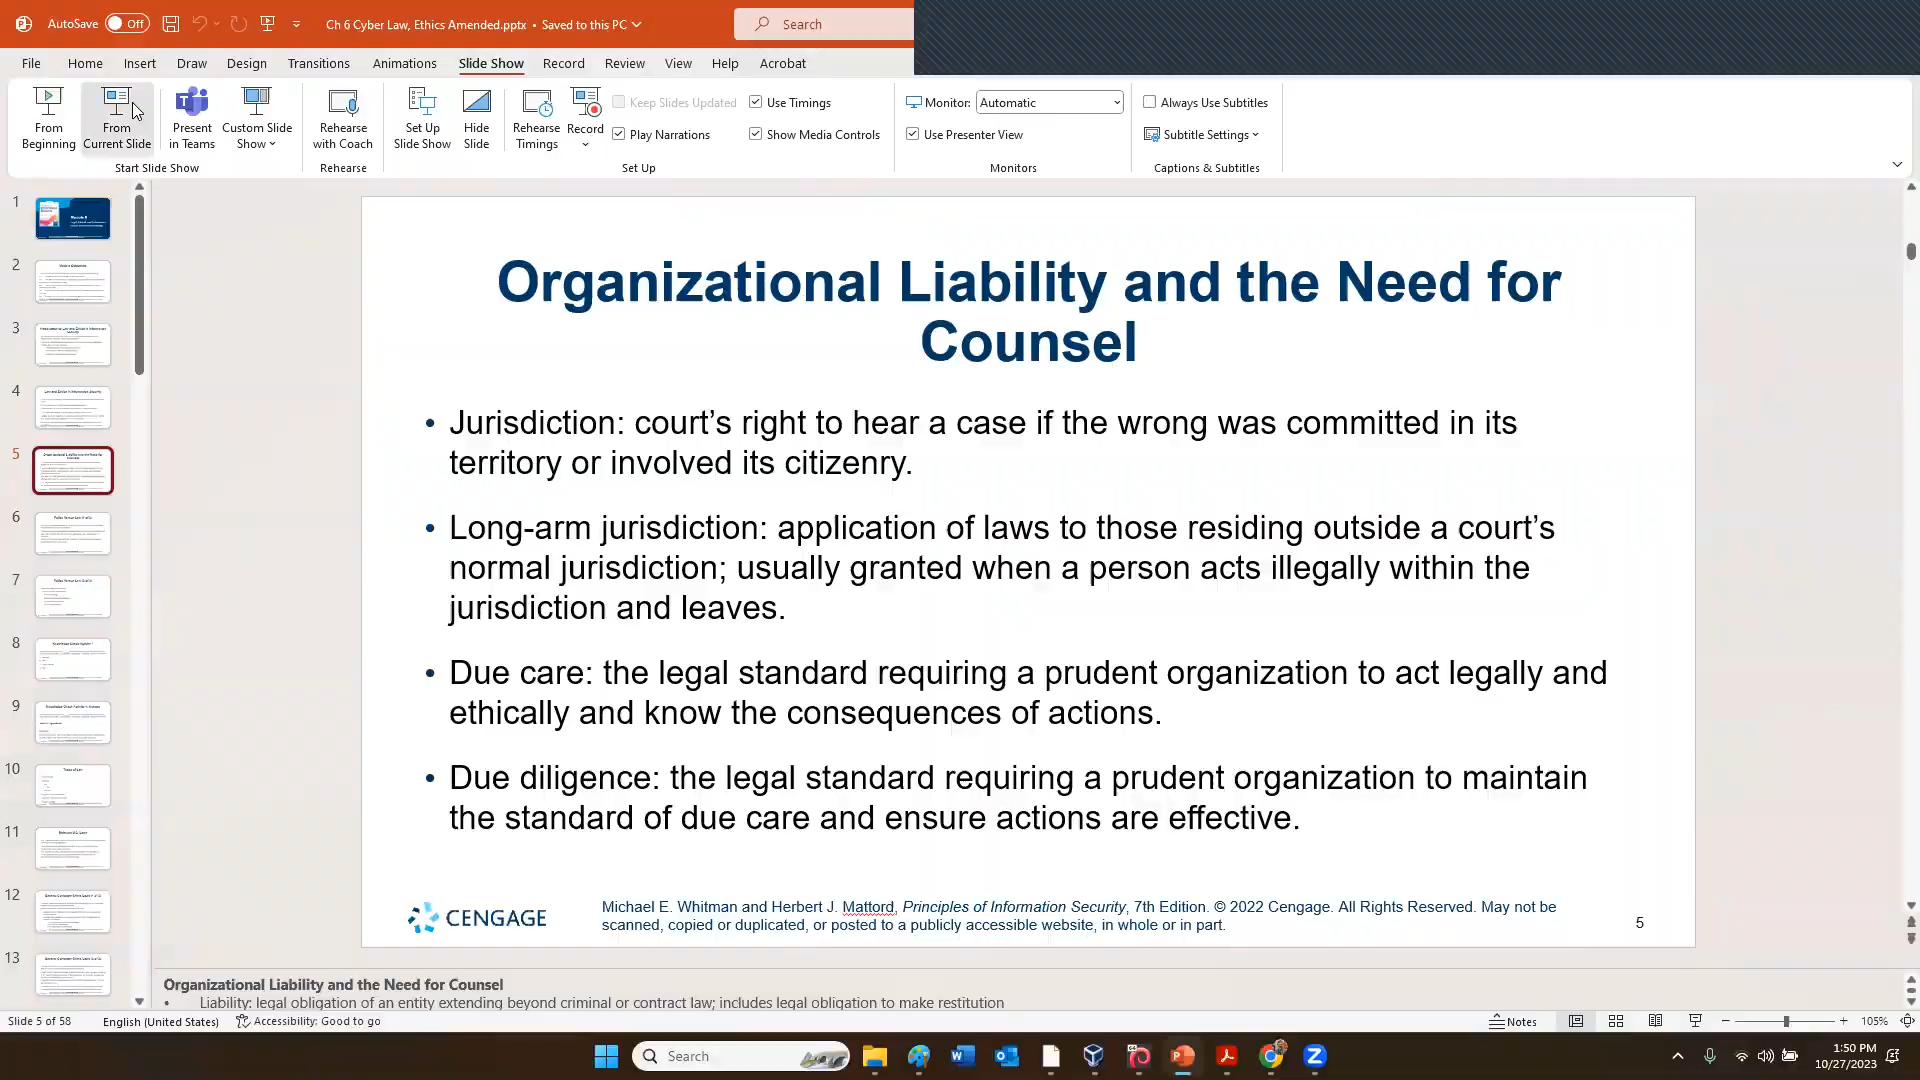 AutoSave Off
Ch 6 Cyber Law, Ethics Amended.pptx • Saved to this PC
Search
File Home Insert Draw Design Transitions Animations Slide Show Record Review View Help Acrobat
From Beginning
From Current Slide
Present in Teams
Custom Slide Show
Rehearse with Coach
Set Up Slide Show
Hide Slide
Rehearse Timings
Record
Keep Slides Updated
Use Timings
Play Narrations
Show Media Controls
Monitor: Automatic
Use Presenter View
Always Use Subtitles
Subtitle Settings
Start Slide Show
Rehearse
Set Up
Monitors
Captions & Subtitles
1
2
3
4
5
6
7
8
9
10
11
12
13
Organizational Liability and the Need for
Counsel
• Jurisdiction: court’s right to hear a case if the wrong was committed in its
territory or involved its citizenry.
• Long-arm jurisdiction: application of laws to those residing outside a court’s
normal jurisdiction; usually granted when a person acts illegally within the
jurisdiction and leaves.
• Due care: the legal standard requiring a prudent organization to act legally and
ethically and know the consequences of actions.
• Due diligence: the legal standard requiring a prudent organization to maintain
the standard of due care and ensure actions are effective.
CENGAGE
Michael E. Whitman and Herbert J. Mattord, Principles of Information Security, 7th Edition. © 2022 Cengage. All Rights Reserved. May not be
scanned, copied or duplicated, or posted to a publicly accessible website, in whole or in part.
5
Organizational Liability and the Need for Counsel
• Liability: legal obligation of an entity extending beyond criminal or contract law; includes legal obligation to make restitution
Slide 5 of 58 English (United States) Accessibility: Good to go Notes 105%
Search
1:50 PM
10/27/2023